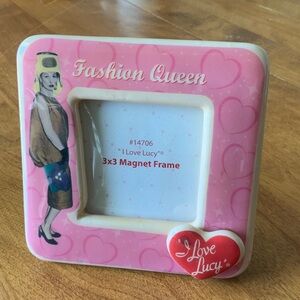 Fashion Queen
#14706
"I Love Lucy"®
3x3 Magnet Frame
I Love
Lucy